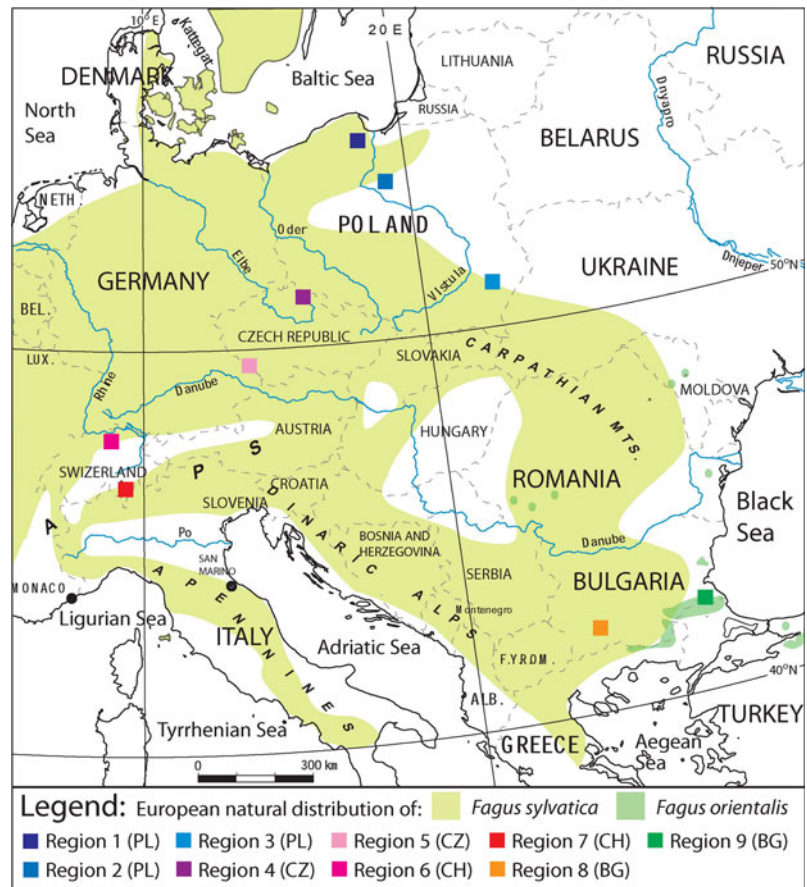 10°E
20 E
Kattegat
DENMARK
Baltic Sea
LITHUANIA
RUSSIA
North
Sea
RUSSIA
Dnyapro
BELARUS
NETH.
POLAND
Oder
Elbe
Vistula
UKRAINE
Dnjeper
50°N
GERMANY
BEL.
LUX.
CZECH REPUBLIC
SLOVAKIA
CARPATHIAN MTS.
MOLDOVA
Rhine
Danube
AUSTRIA
HUNGARY
SWIZERLAND
A P S
CROATIA
SLOVENIA
ROMANIA
Black
Sea
Po
DINARIC ALPS
BOSNIA AND
HERZEGOVINA
Danube
SAN
MARINO
SERBIA
BULGARIA
MONACO
APENNINES
Montenegro
Ligurian Sea
ITALY
Adriatic Sea
F.Y.ROM.
ALB.
40°N
Tyrrhenian Sea
TURKEY
GREECE
Aegean
Sea
0 300 km
Legend: European natural distribution of: Fagus sylvatica Fagus orientalis
Region 1 (PL) Region 3 (PL) Region 5 (CZ) Region 7 (CH) Region 9 (BG)
Region 2 (PL) Region 4 (CZ) Region 6 (CH) Region 8 (BG)